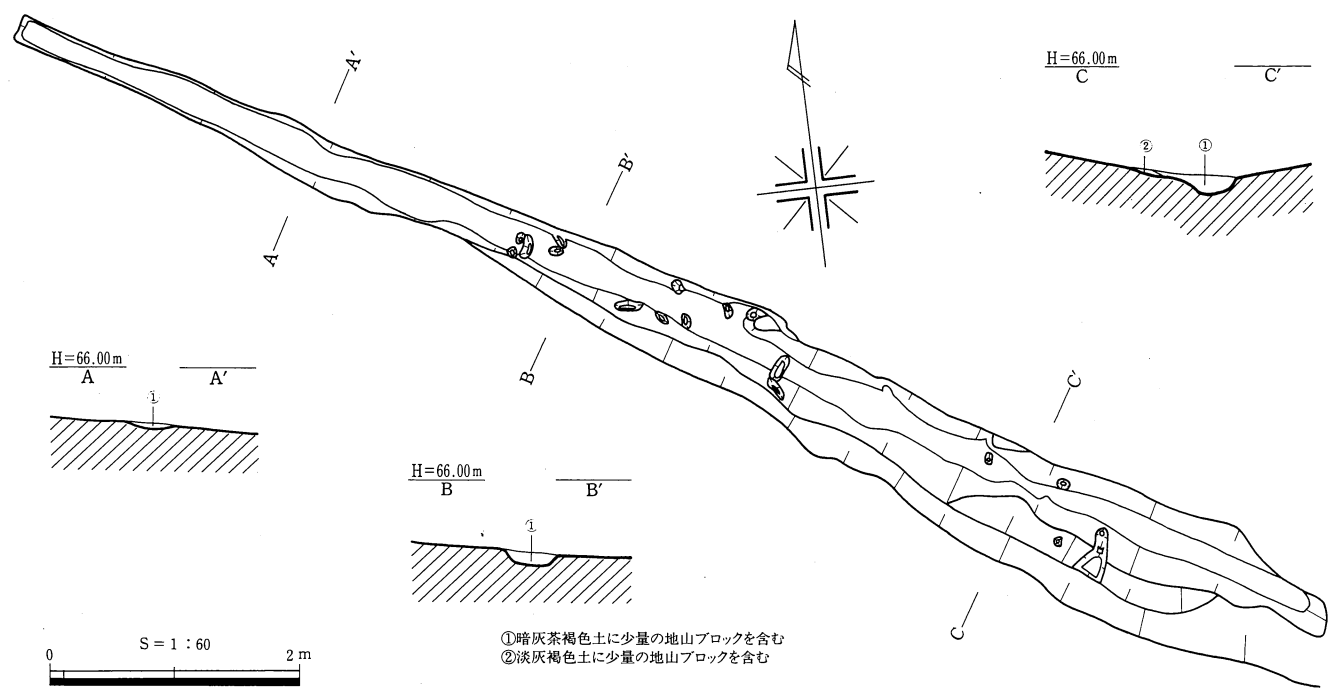 A′
B′
A
B
C′
C
H=66.00m
C
C′
②
①
H=66.00m
A
A′
①
H=66.00m
B
B′
①
S=1:60
0
2m
①暗灰茶褐色土に少量の地山ブロックを含む
②淡灰褐色土に少量の地山ブロックを含む